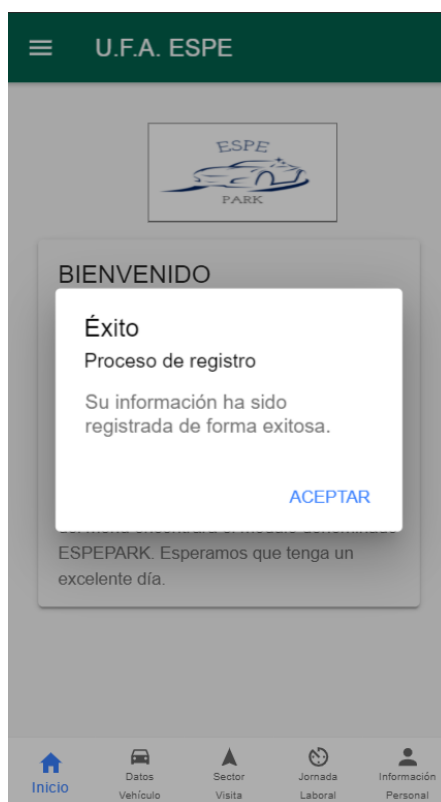 U.F.A. ESPE
ESPE
PARK
BIENVENIDO
Éxito
Proceso de registro
Su información ha sido
registrada de forma exitosa.
ACEPTAR
ESPEPARK. Esperamos que tenga un
excelente día.
Inicio
Datos
Vehículo
Sector
Visita
Jornada
Laboral
Información
Personal